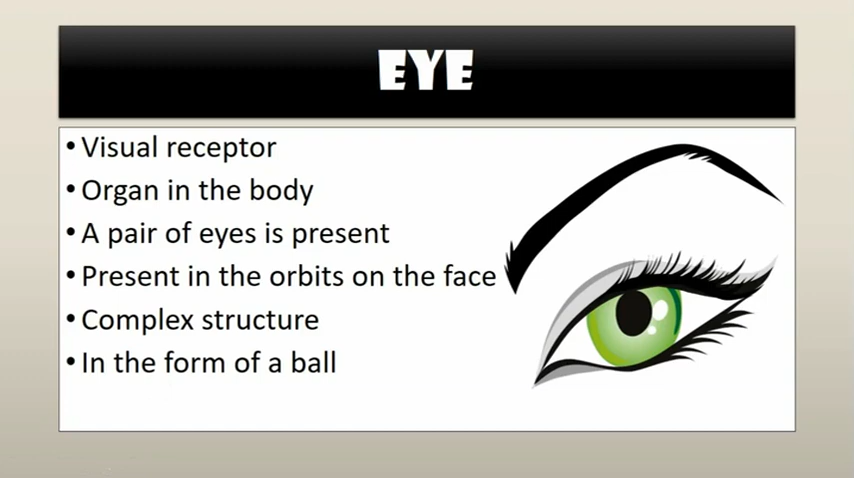 EYE
• Visual receptor
• Organ in the body
• A pair of eyes is present
• Present in the orbits on the face
• Complex structure
• In the form of a ball